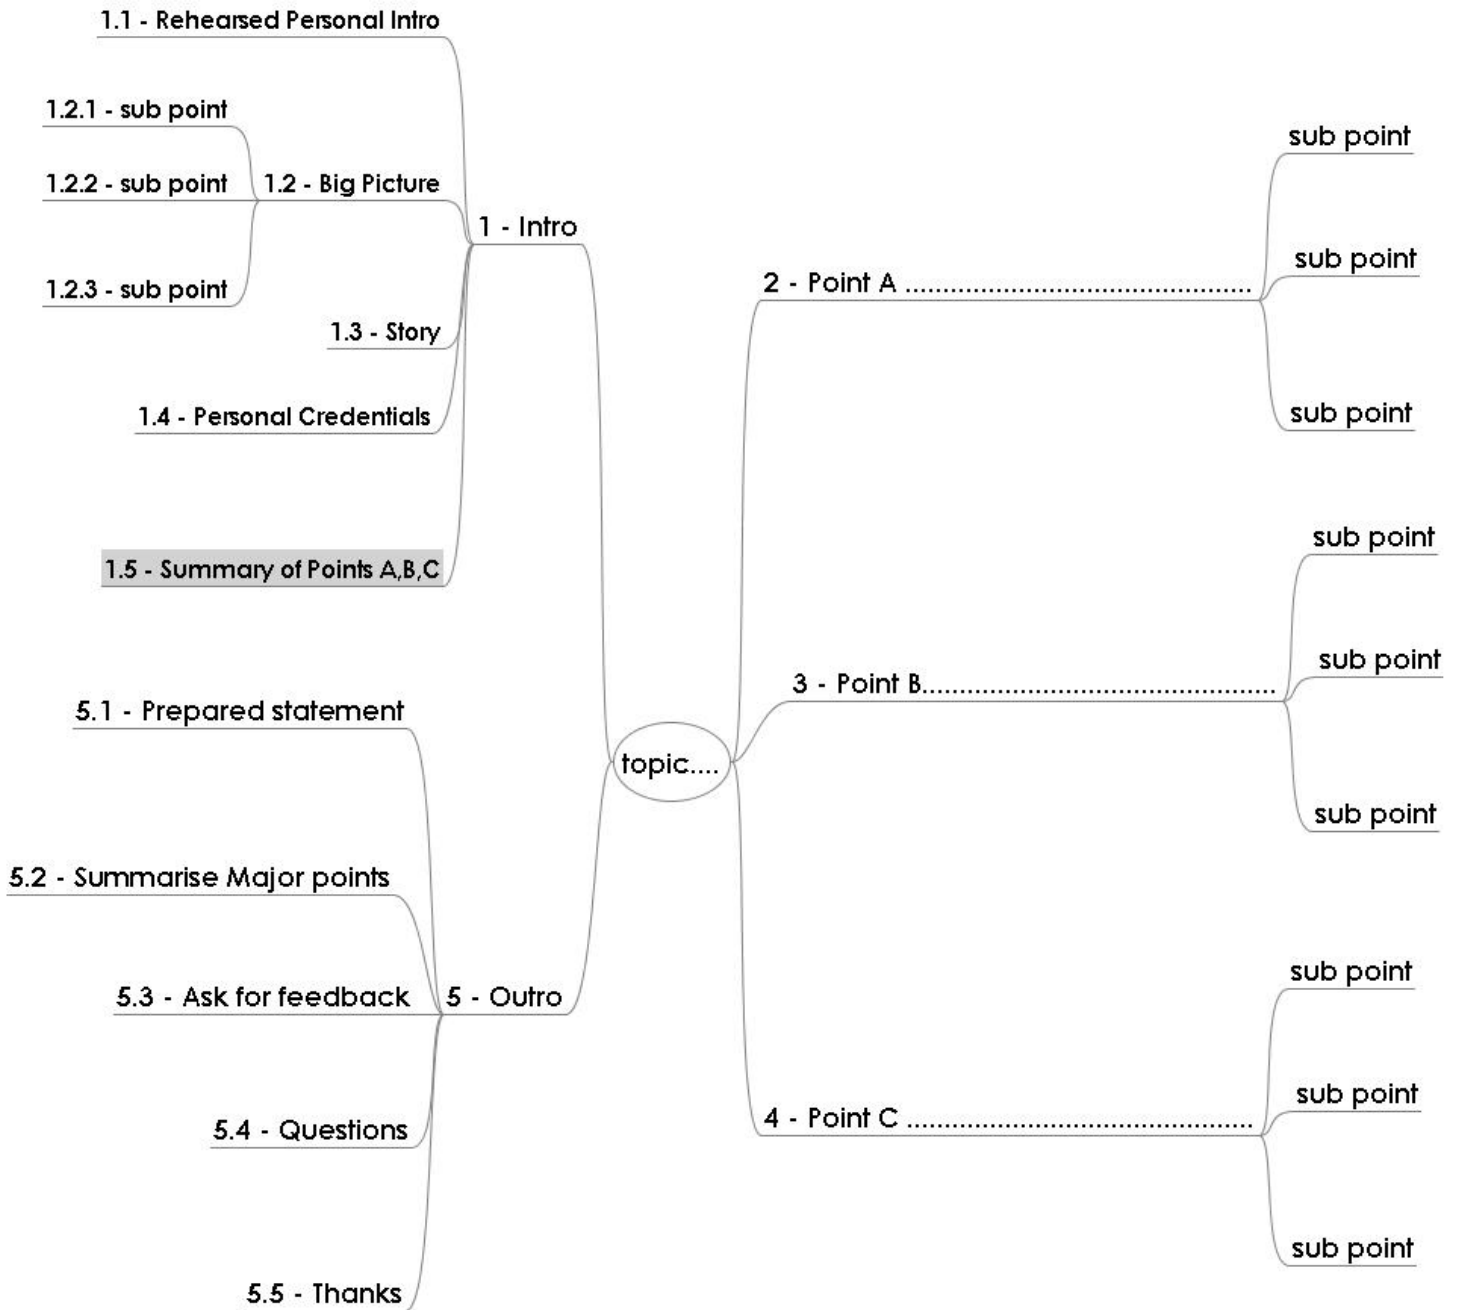 1.1 - Rehearsed Personal Intro
1.2.1 - sub point
1.2.2 - sub point
1.2 - Big Picture
1.2.3 - sub point
1 - Intro
1.3 - Story
1.4 - Personal Credentials
1.5 - Summary of Points A,B,C
topic....
2 - Point A ..............................................
sub point
sub point
sub point
3 - Point B...............................................
sub point
sub point
sub point
4 - Point C ..............................................
sub point
sub point
sub point
5 - Outro
5.1 - Prepared statement
5.2 - Summarise Major points
5.3 - Ask for feedback
5.4 - Questions
5.5 - Thanks